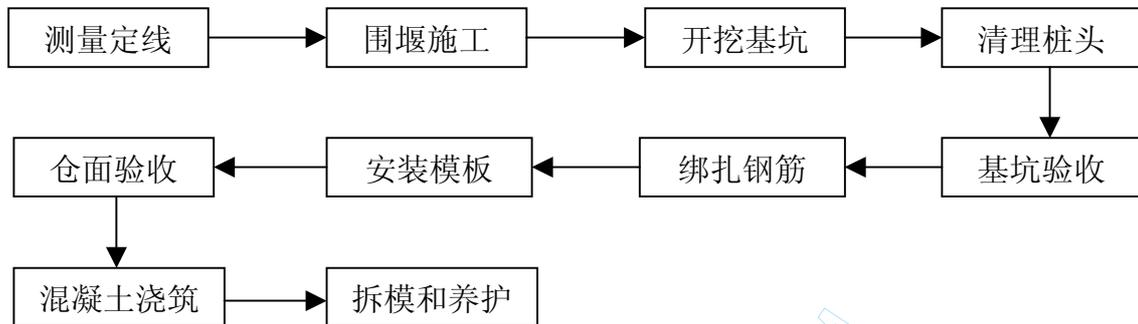 测量定线
围堰施工
开挖基坑
清理桩头
基坑验收
绑扎钢筋
安装模板
仓面验收
混凝土浇筑
拆模和养护